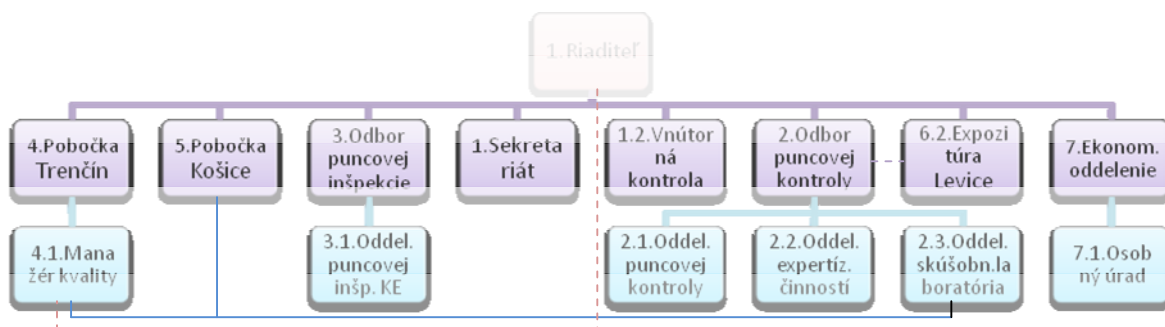 1.Riaditeľ
4.Pobočka
Trenčín
5.Pobočka
Košice
3.Odbor
puncovej
inšpekcie
1.Sekreta
riát
1.2.Vnútor
ná
kontrola
2.Odbor
puncovej
kontroly
6.2.Expozi
túra
Levice
7.Ekonom.
oddelenie
4.1.Mana
žér kvality
3.1.Oddel.
puncovej
inšp. KE
2.1.Oddel.
puncovej
kontroly
2.2.Oddel.
expertíz.
činností
2.3.Oddel.
skúšobn.la
boratória
7.1.Osob
ný úrad